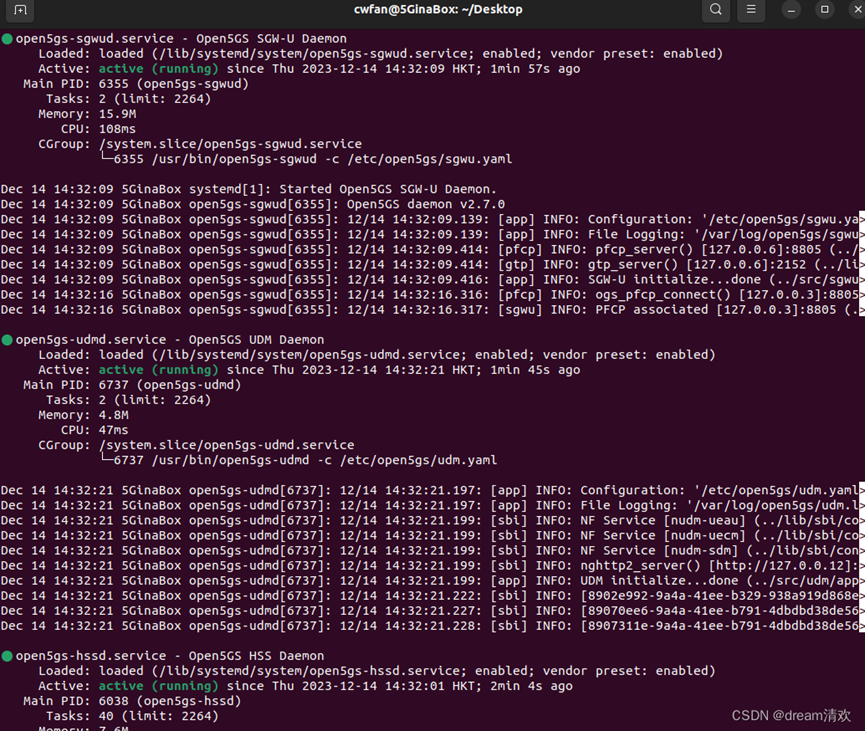 cwfan@5GinaBox: ~/Desktop
open5gs-sgwud.service - Open5GS SGW-U Daemon
Loaded: loaded (/lib/systemd/system/open5gs-sgwud.service; enabled; vendor preset: enabled)
Active: active (running) since Thu 2023-12-14 14:32:09 HKT; 1min 57s ago
Main PID: 6355 (open5gs-sgwud)
Tasks: 2 (limit: 2264)
Memory: 15.9M
CPU: 108ms
CGroup: /system.slice/open5gs-sgwud.service
└─6355 /usr/bin/open5gs-sgwud -c /etc/open5gs/sgwu.yaml
Dec 14 14:32:09 5GinaBox systemd[1]: Started Open5GS SGW-U Daemon.
Dec 14 14:32:09 5GinaBox open5gs-sgwud[6355]: Open5GS daemon v2.7.0
Dec 14 14:32:09 5GinaBox open5gs-sgwud[6355]: 12/14 14:32:09.139: [app] INFO: Configuration: '/etc/open5gs/sgwu.ya>
Dec 14 14:32:09 5GinaBox open5gs-sgwud[6355]: 12/14 14:32:09.139: [app] INFO: File Logging: '/var/log/open5gs/sgwu>
Dec 14 14:32:09 5GinaBox open5gs-sgwud[6355]: 12/14 14:32:09.414: [pfcp] INFO: pfcp_server() [127.0.0.6]:8805 (../>
Dec 14 14:32:09 5GinaBox open5gs-sgwud[6355]: 12/14 14:32:09.414: [gtp] INFO: gtp_server() [127.0.0.6]:2152 (../li>
Dec 14 14:32:09 5GinaBox open5gs-sgwud[6355]: 12/14 14:32:09.416: [app] INFO: SGW-U initialize...done (../src/sgwu>
Dec 14 14:32:16 5GinaBox open5gs-sgwud[6355]: 12/14 14:32:16.316: [pfcp] INFO: ogs_pfcp_connect() [127.0.0.3]:8805>
Dec 14 14:32:16 5GinaBox open5gs-sgwud[6355]: 12/14 14:32:16.317: [sgwu] INFO: PFCP associated [127.0.0.3]:8805 (.>
open5gs-udmd.service - Open5GS UDM Daemon
Loaded: loaded (/lib/systemd/system/open5gs-udmd.service; enabled; vendor preset: enabled)
Active: active (running) since Thu 2023-12-14 14:32:21 HKT; 1min 45s ago
Main PID: 6737 (open5gs-udmd)
Tasks: 2 (limit: 2264)
Memory: 4.8M
CPU: 47ms
CGroup: /system.slice/open5gs-udmd.service
└─6737 /usr/bin/open5gs-udmd -c /etc/open5gs/udm.yaml
Dec 14 14:32:21 5GinaBox open5gs-udmd[6737]: 12/14 14:32:21.197: [app] INFO: Configuration: '/etc/open5gs/udm.yaml>
Dec 14 14:32:21 5GinaBox open5gs-udmd[6737]: 12/14 14:32:21.197: [app] INFO: File Logging: '/var/log/open5gs/udm.l>
Dec 14 14:32:21 5GinaBox open5gs-udmd[6737]: 12/14 14:32:21.199: [sbi] INFO: NF Service [nudm-ueau] (../lib/sbi/co>
Dec 14 14:32:21 5GinaBox open5gs-udmd[6737]: 12/14 14:32:21.199: [sbi] INFO: NF Service [nudm-uecm] (../lib/sbi/co>
Dec 14 14:32:21 5GinaBox open5gs-udmd[6737]: 12/14 14:32:21.199: [sbi] INFO: NF Service [nudm-sdm] (../lib/sbi/con>
Dec 14 14:32:21 5GinaBox open5gs-udmd[6737]: 12/14 14:32:21.199: [sbi] INFO: nghttp2_server() [http://127.0.0.12]:>
Dec 14 14:32:21 5GinaBox open5gs-udmd[6737]: 12/14 14:32:21.199: [app] INFO: UDM initialize...done (../src/udm/app>
Dec 14 14:32:21 5GinaBox open5gs-udmd[6737]: 12/14 14:32:21.222: [sbi] INFO: [8902e992-9a4a-41ee-b329-938a919d868e>
Dec 14 14:32:21 5GinaBox open5gs-udmd[6737]: 12/14 14:32:21.227: [sbi] INFO: [89070ee6-9a4a-41ee-b791-4dbdbd38de56>
Dec 14 14:32:21 5GinaBox open5gs-udmd[6737]: 12/14 14:32:21.228: [sbi] INFO: [8907311e-9a4a-41ee-b791-4dbdbd38de56>
open5gs-hssd.service - Open5GS HSS Daemon
Loaded: loaded (/lib/systemd/system/open5gs-hssd.service; enabled; vendor preset: enabled)
Active: active (running) since Thu 2023-12-14 14:32:01 HKT; 2min 4s ago
Main PID: 6038 (open5gs-hssd)
Tasks: 40 (limit: 2264)
Memory: 7.6M
CSDN @dream清欢